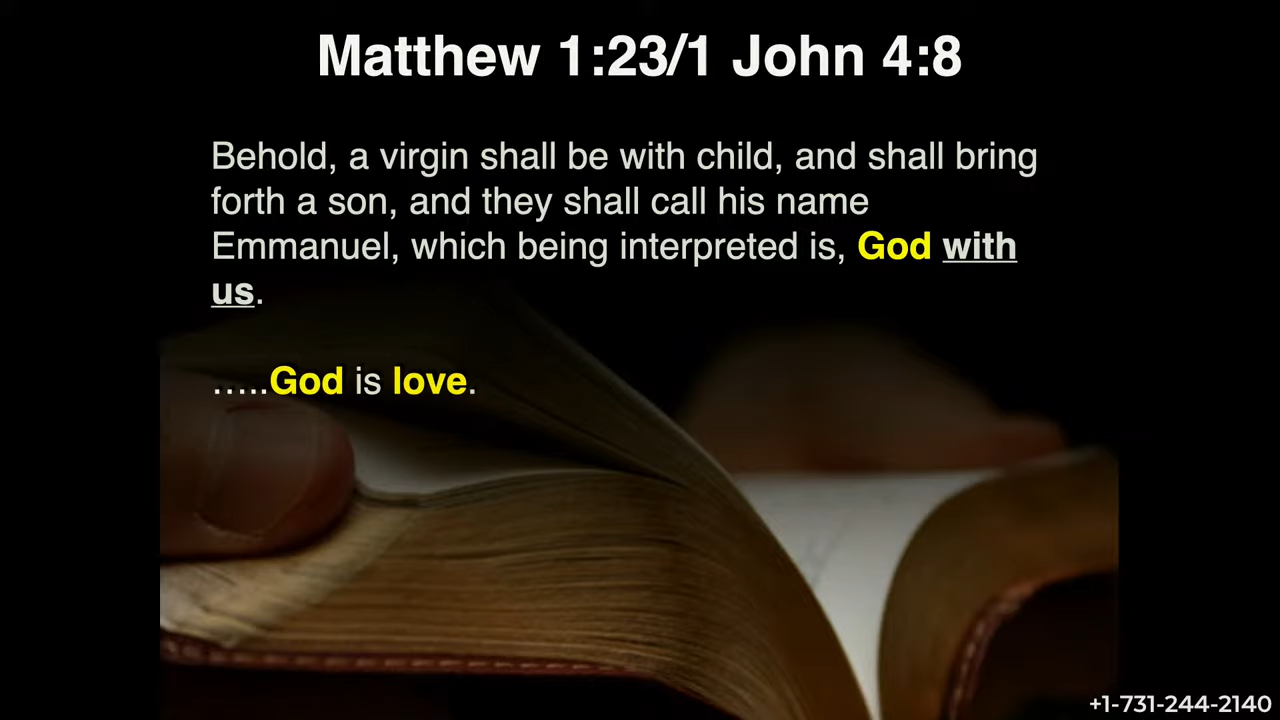 Matthew 1:23/1 John 4:8
Behold, a virgin shall be with child, and shall bring
forth a son, and they shall call his name
Emmanuel, which being interpreted is, God with
us.
…..God is love.
+1-731-244-2140